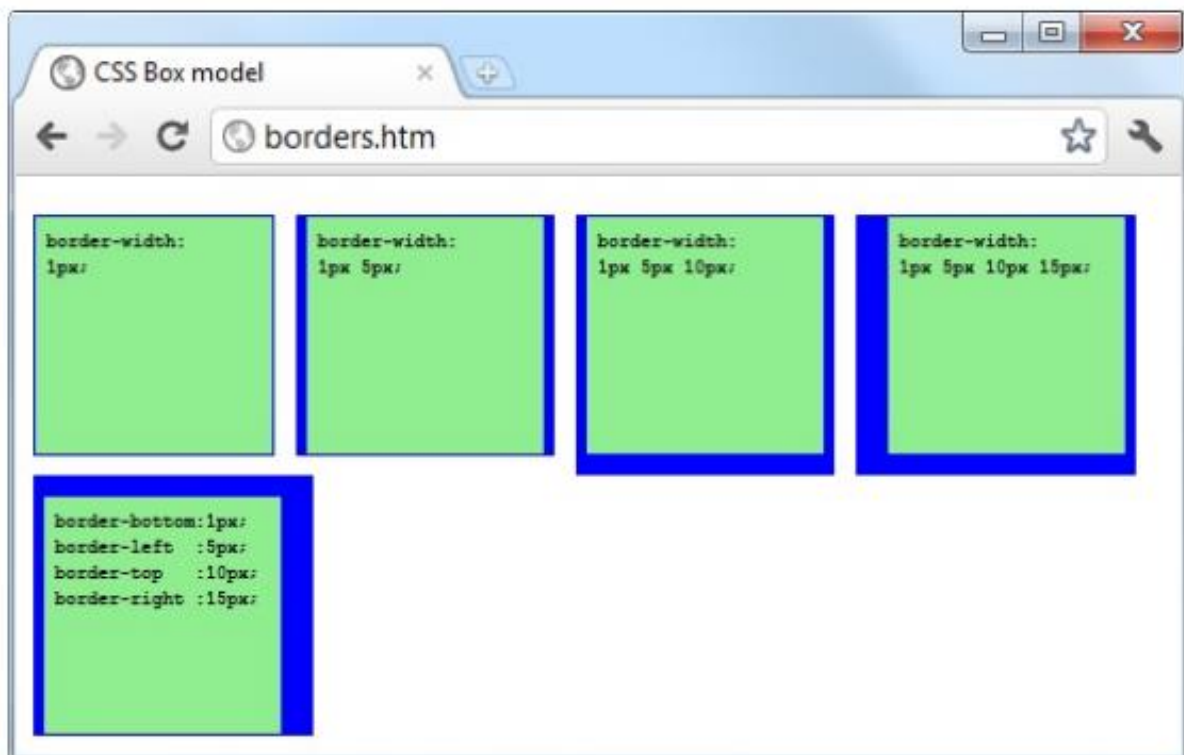 CSS Box model
borders.htm
border-width:
1px;
border-width:
1px 5px;
border-width:
1px 5px 10px;
border-width:
1px 5px 10px 15px;
border-bottom:1px;
border-left  :5px;
border-top   :10px;
border-right :15px;